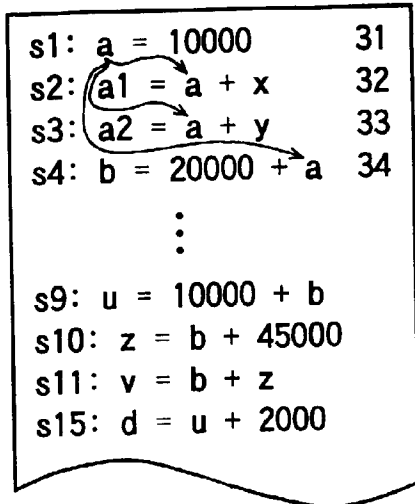 s1: a = 10000 31
s2: a1 = a + x 32
s3: a2 = a + y 33
s4: b = 20000 + a 34
s9: u = 10000 + b
s10: z = b + 45000
s11: v = b + z
s15: d = u + 2000